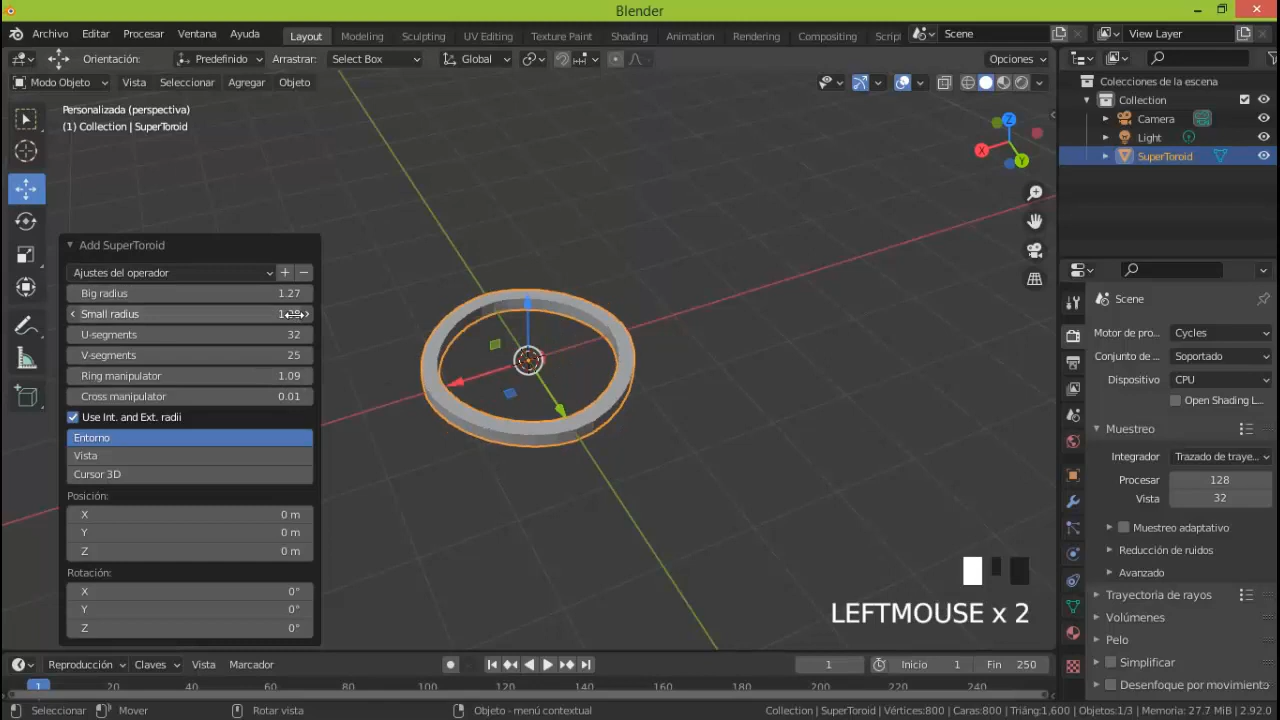 Blender
Archivo Editar Procesar Ventana Ayuda Layout Modeling Sculpting UV Editing Texture Paint Shading Animation Rendering Compositing Script Scene View Layer
Orientación: Predefinido Arrastrar: Select Box Global Opciones
Modo Objeto Vista Seleccionar Agregar Objeto
Personalizada (perspectiva)
(1) Collection | SuperToroid
Z
X
Y
Colecciones de la escena
Collection
Camera
Light
SuperToroid
Add SuperToroid
Ajustes del operador
Big radius 1.27
Small radius
U-segments 32
V-segments 25
Ring manipulator 1.09
Cross manipulator 0.01
Use Int. and Ext. radii
Entorno
Vista
Cursor 3D
Posición:
X 0 m
Y 0 m
Z 0 m
Rotación:
X 0°
Y 0°
Z 0°
LEFTMOUSE x 2
Scene
Motor de pro... Cycles
Conjunto de ... Soportado
Dispositivo CPU
Open Shading L...
Muestreo
Integrador Trazado de traye...
Procesar 128
Vista 32
Muestreo adaptativo
Reducción de ruidos
Avanzado
Trayectoria de rayos
Volúmenes
Pelo
Simplificar
Desenfoque por movimiento
Reproducción Claves Vista Marcador 1 Inicio 1 Fin 250
1 20 40 60 80 100 120 140 160 180 200 220 240
Seleccionar Mover Rotar vista Objeto - menú contextual Collection | SuperToroid | Vértices:800 | Caras:800 | Triáng:1,600 | Objetos:1/3 | Memoria: 27.7 MiB | 2.92.0